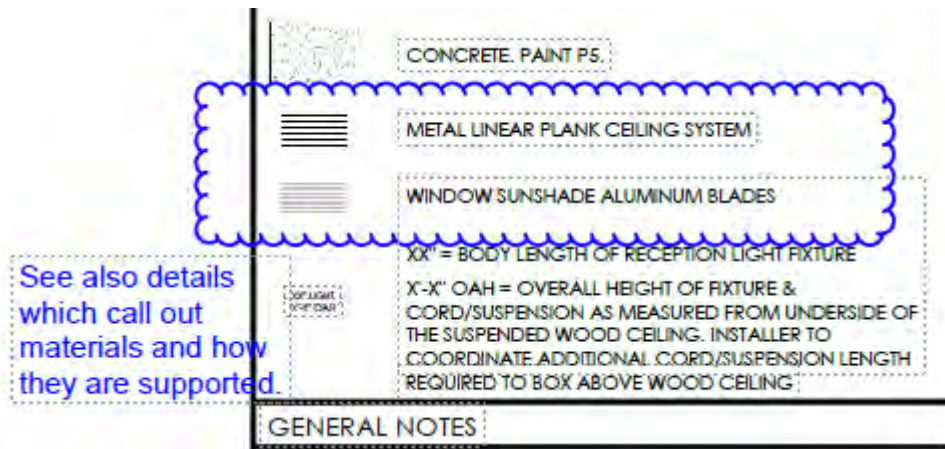 CONCRETE. PAINT P5.
METAL LINEAR PLANK CEILING SYSTEM
WINDOW SUNSHADE ALUMINUM BLADES
XX" = BODY LENGTH OF RECEPTION LIGHT FIXTURE
X'-X" OAH = OVERALL HEIGHT OF FIXTURE &
CORD/SUSPENSION AS MEASURED FROM UNDERSIDE OF
THE SUSPENDED WOOD CEILING. INSTALLER TO
COORDINATE ADDITIONAL CORD/SUSPENSION LENGTH
REQUIRED TO BOX ABOVE WOOD CEILING
See also details
which call out
materials and how
they are supported.
GENERAL NOTES